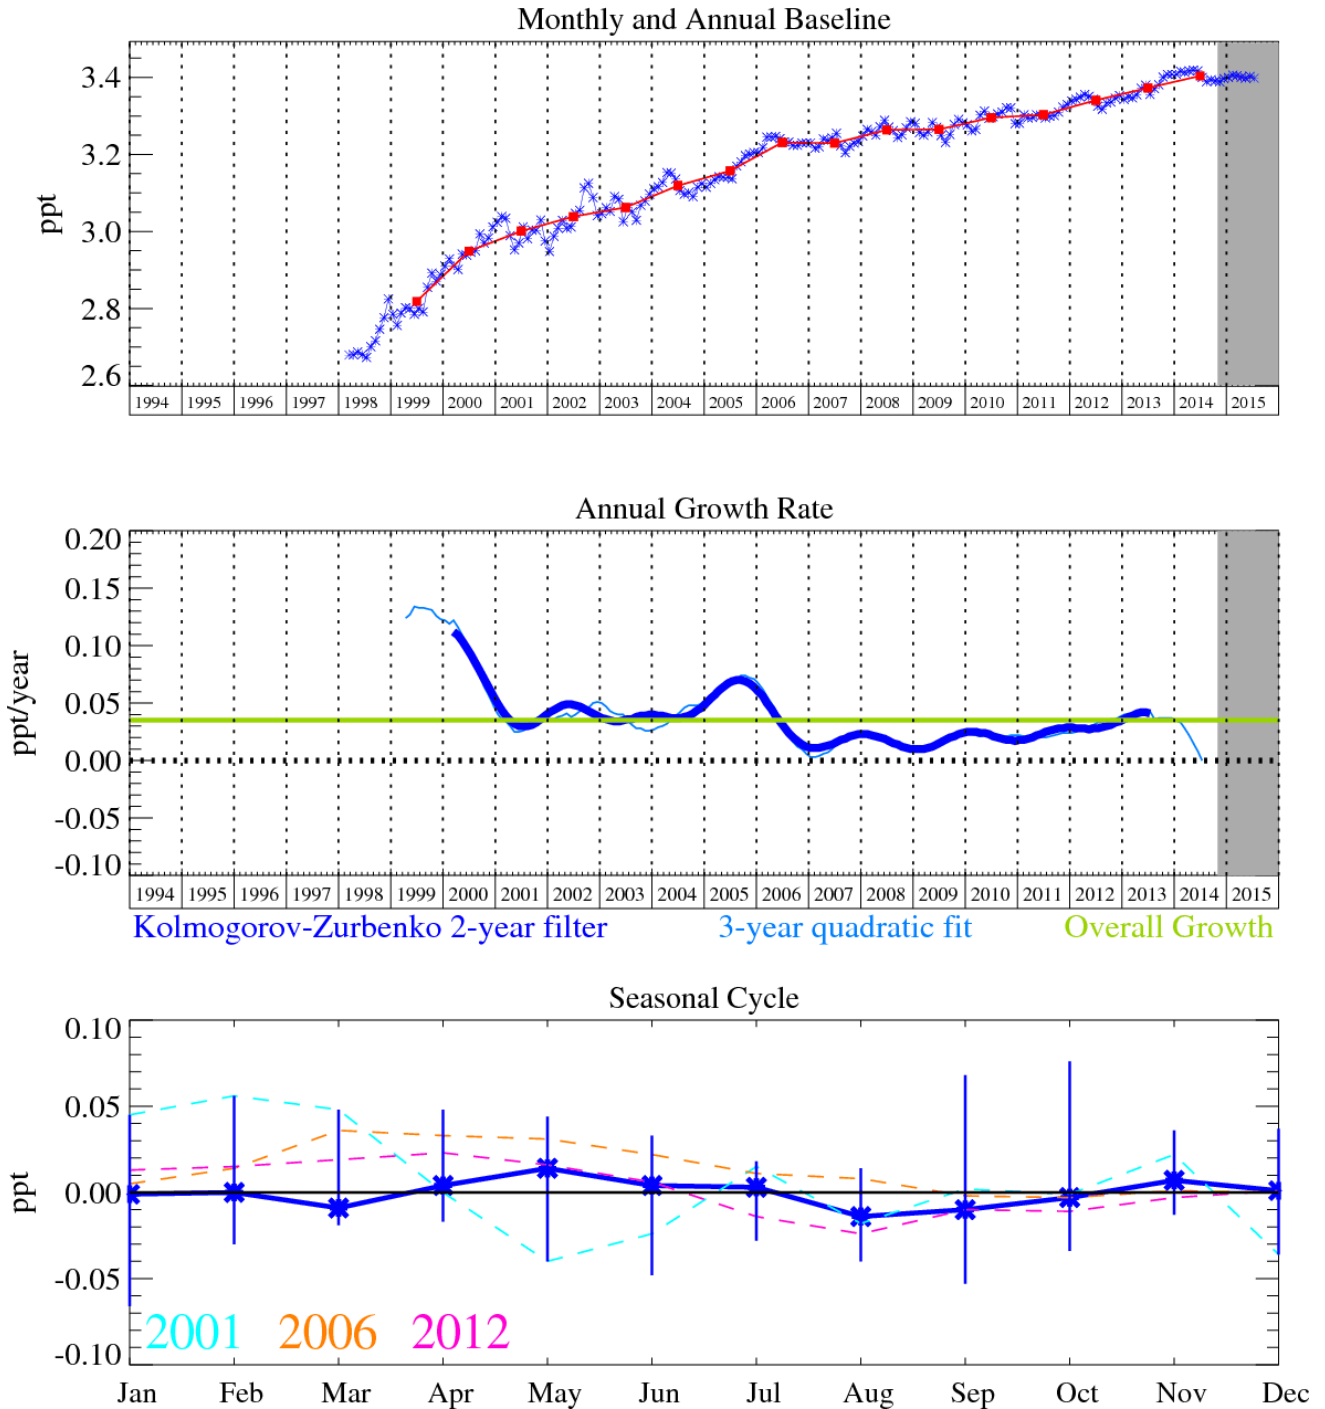 Monthly and Annual Baseline
3.4
3.2
3.0
2.8
2.6
ppt
1994 1995 1996 1997 1998 1999 2000 2001 2002 2003 2004 2005 2006 2007 2008 2009 2010 2011 2012 2013 2014 2015
Annual Growth Rate
0.20
0.15
0.10
0.05
0.00
-0.05
-0.10
ppt/year
1994 1995 1996 1997 1998 1999 2000 2001 2002 2003 2004 2005 2006 2007 2008 2009 2010 2011 2012 2013 2014 2015
Kolmogorov-Zurbenko 2-year filter 3-year quadratic fit Overall Growth
Seasonal Cycle
0.10
0.05
0.00
-0.05
-0.10
ppt
2001 2006 2012
Jan Feb Mar Apr May Jun Jul Aug Sep Oct Nov Dec